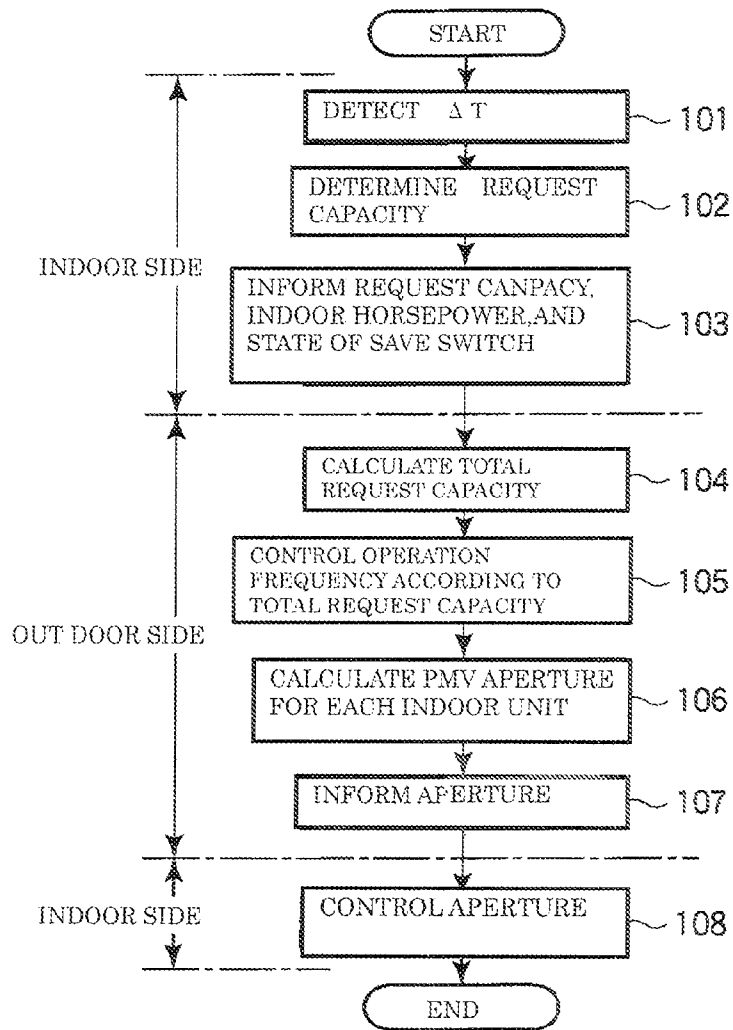 START
DETECT Δ T
101
DETERMINE REQUEST
CAPACITY
102
INDOOR SIDE
INFORM REQUEST CANPACY,
INDOOR HORSEPOWER,AND
STATE OF SAVE SWITCH
103
CALCULATE TOTAL
REQUEST CAPACITY
104
CONTROL OPERATION
FREQUENCY ACCORDING TO
TOTAL REQUEST CAPACITY
105
OUT DOOR SIDE
CALCULATE PMV APERTURE
FOR EACH INDOOR UNIT
106
INFORM APERTURE
107
INDOOR SIDE
CONTROL APERTURE
108
END